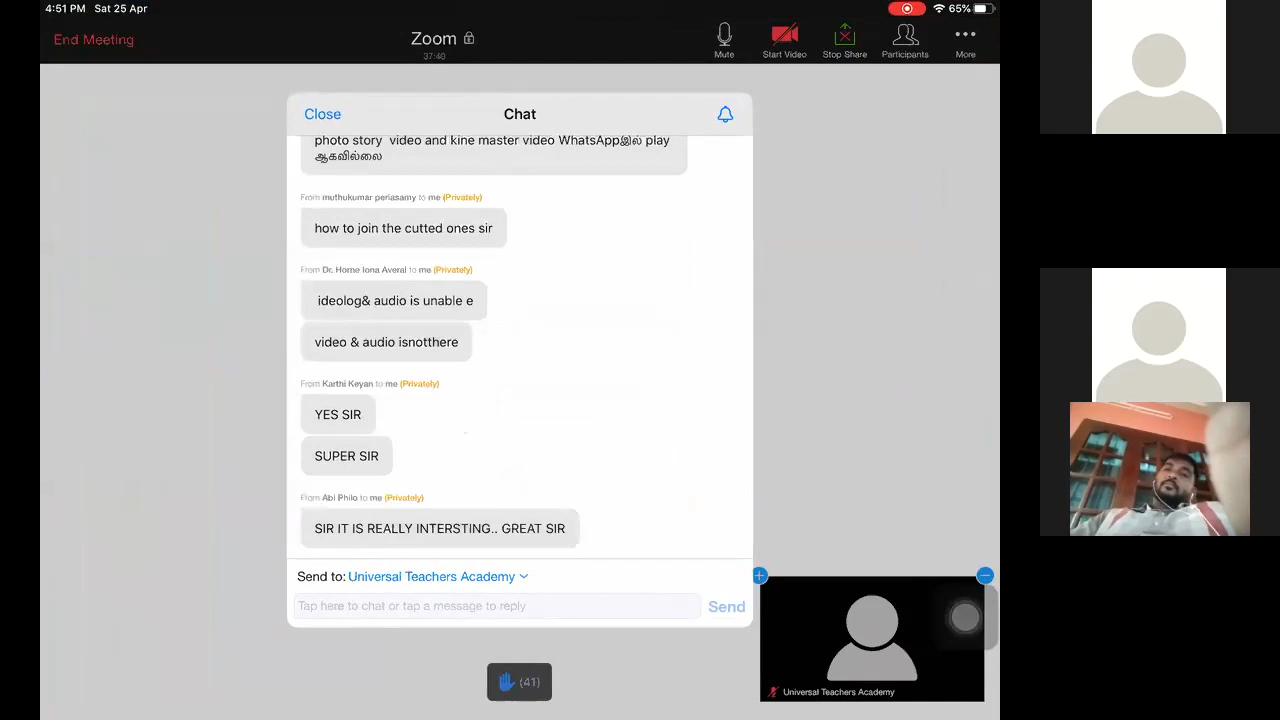 4:51 PM Sat 25 Apr
65%
End Meeting
Zoom
37:46
Mute
Start Video
Stop Share
Participants
More
Close
Chat
photo story video and kine master video WhatsAppஇல் play
ஆகவில்லை
From muthukumar periasamy to me (Privately)
how to join the cutted ones sir
From Dr. Horne Iona Averal to me (Privately)
ideolog& audio is unable e
video & audio isnotthere
From Karthi Keyan to me (Privately)
YES SIR
SUPER SIR
From Abi Philo to me (Privately)
SIR IT IS REALLY INTERSTING.. GREAT SIR
Send to: Universal Teachers Academy
Tap here to chat or tap a message to reply
Send
(41)
Universal Teachers Academy